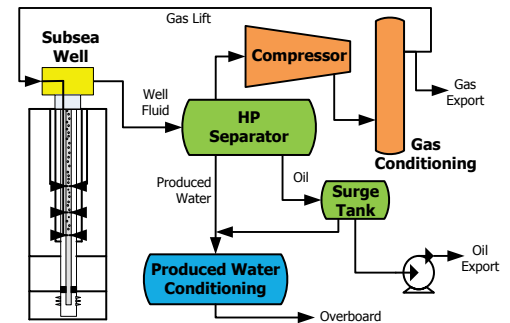 Gas Lift
Subsea
Well
Compressor
Well
Fluid
Gas
Export
HP
Separator
Gas
Conditioning
Produced
Water
Oil
Surge
Tank
Produced Water
Conditioning
Oil
Export
Overboard